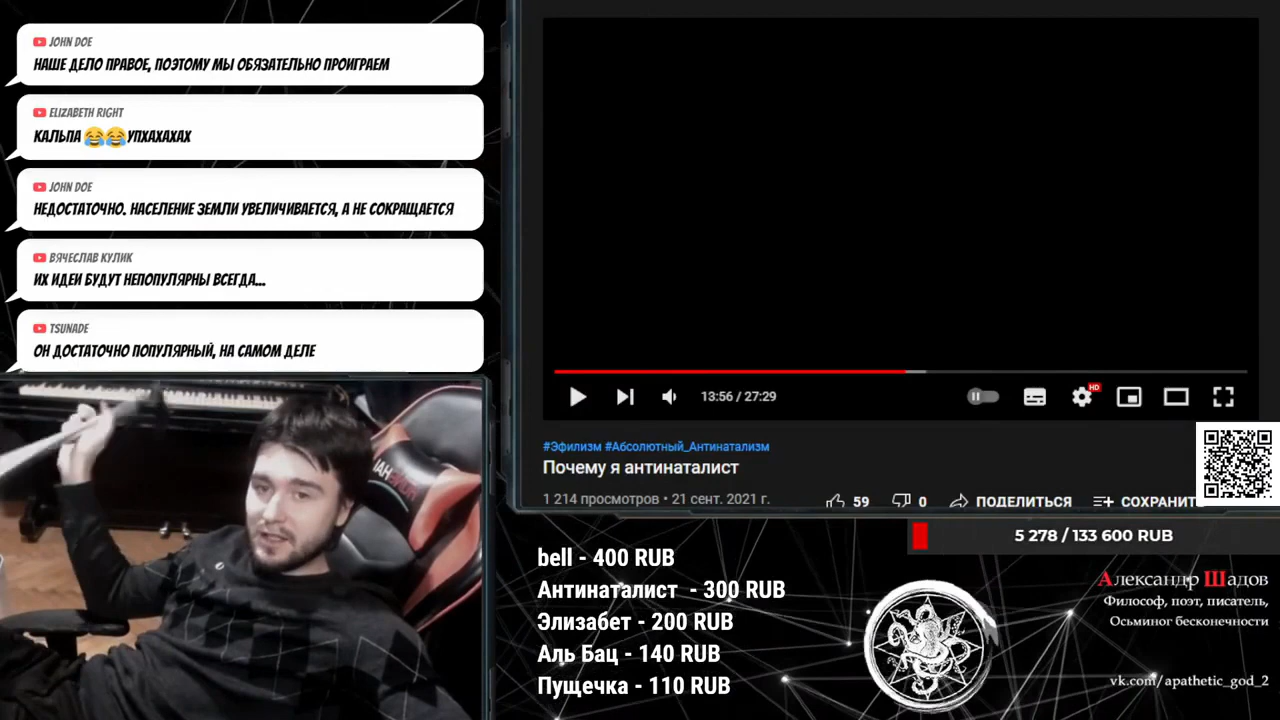 JOHN DOE
НАШЕ ДЕЛО ПРАВОЕ, ПОЭТОМУ МЫ ОБЯЗАТЕЛЬНО ПРОИГРАЕМ
ELIZABETH RIGHT
КАЛЬПА 😂😂УПХАХАХАХ
JOHN DOE
НЕДОСТАТОЧНО. НАСЕЛЕНИЕ ЗЕМЛИ УВЕЛИЧИВАЕТСЯ, А НЕ СОКРАЩАЕТСЯ
ВЯЧЕСЛАВ КУЛИК
ИХ ИДЕИ БУДУТ НЕПОПУЛЯРНЫ ВСЕГДА...
TSUNADE
ОН ДОСТАТОЧНО ПОПУЛЯРНЫЙ, НА САМОМ ДЕЛЕ
13:56 / 27:29
HD
#Эфилизм #Абсолютный_Антинатализм
Почему я антинаталист
1 214 просмотров • 21 сент. 2021 г.
59
0
ПОДЕЛИТЬСЯ
СОХРАНИТЬ
5 278 / 133 600 RUB
bell - 400 RUB
Антинаталист - 300 RUB
Элизабет - 200 RUB
Аль Бац - 140 RUB
Пущечка - 110 RUB
Александр Шадов
Философ, поэт, писатель,
Осьминог бесконечности
vk.com/apathetic_god_2